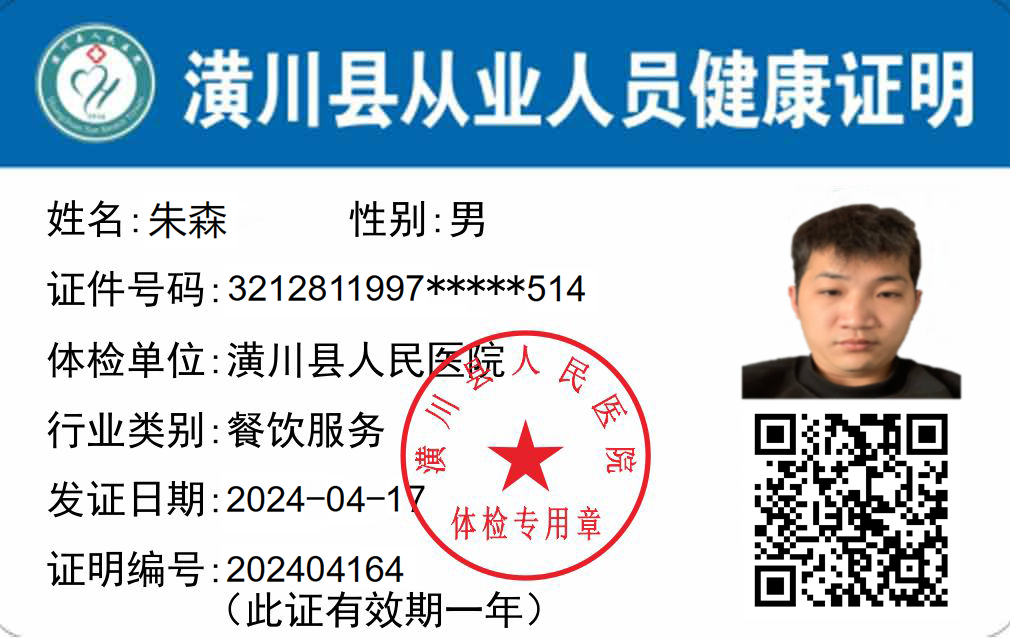 潢川县从业人员健康证明
姓名:朱森 性别:男
证件号码:3212811997*****514
体检单位:潢川县人民医院
行业类别:餐饮服务
发证日期:2024-04-17
证明编号:202404164
（此证有效期一年）
潢川县人民医院
体检专用章